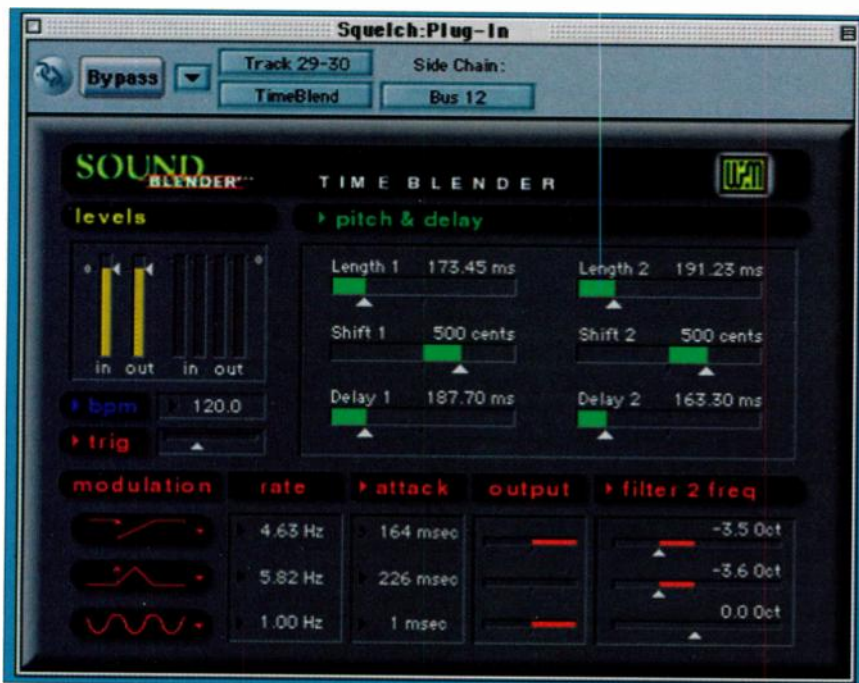 Squelch:Plug-In
Bypass
Track 29-30
Side Chain:
TimeBlend
Bus 12
SOUND BLENDER
TIME BLENDER
levels
pitch & delay
Length 1 173.45 ms
Length 2 191.23 ms
Shift 1 500 cents
Shift 2 500 cents
in out in out
Delay 1 187.70 ms
Delay 2 163.30 ms
bpm 120.0
trig
modulation rate attack output filter 2 freq
4.63 Hz 164 msec -3.5 Oct
5.82 Hz 226 msec -3.6 Oct
1.00 Hz 1 msec 0.0 Oct